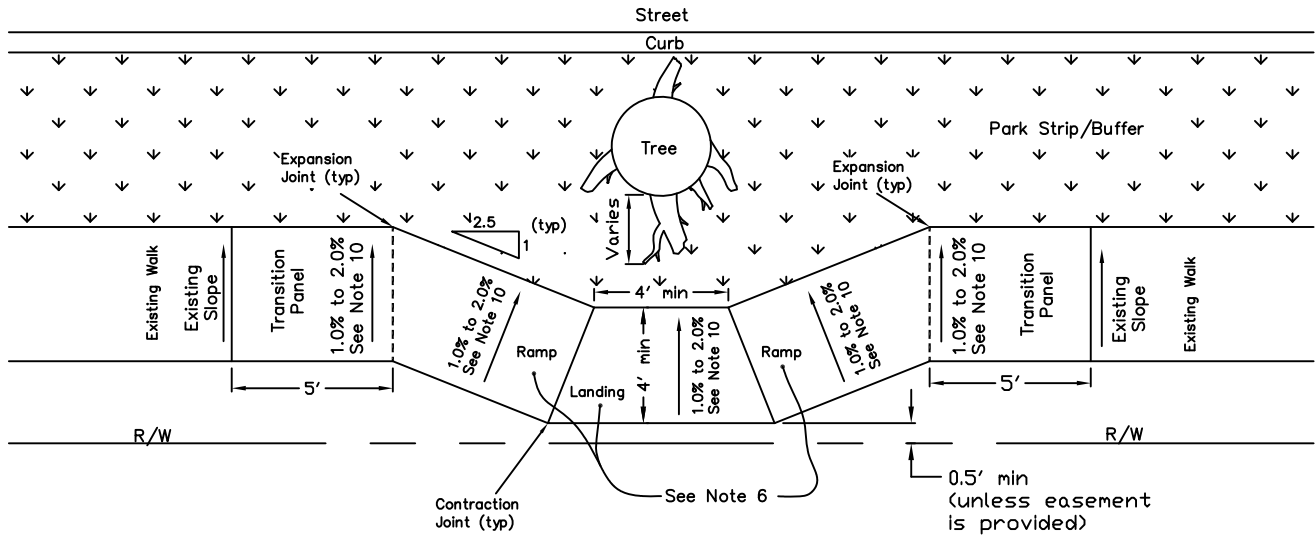 Street
Curb
Tree
Park Strip/Buffer
Expansion
Joint (typ)
Expansion
Joint (typ)
2.5
1
(typ)
Varies
Existing Walk
Existing
Slope
Transition
Panel
1.0% to 2.0%
See Note 10
1.0% to 2.0%
See Note 10
Ramp
4' min
4' min
Landing
1.0% to 2.0%
See Note 10
Ramp
1.0% to 2.0%
See Note 10
1.0% to 2.0%
See Note 10
Transition
Panel
Existing
Slope
Existing Walk
5'
5'
R/W
R/W
See Note 6
Contraction
Joint (typ)
0.5' min
(unless easement
is provided)